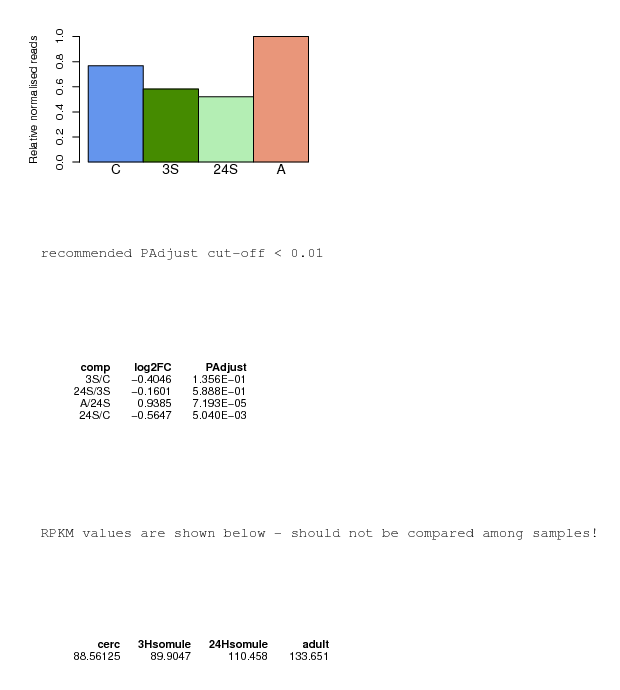 Relative normalised reads
1.0
0.8
0.6
0.4
0.2
0.0
C 3S 24S A
recommended PAdjust cut-off < 0.01
comp log2FC PAdjust
3S/C −0.4046 1.356E−01
24S/3S −0.1601 5.888E−01
A/24S 0.9385 7.193E−05
24S/C −0.5647 5.040E−03
RPKM values are shown below - should not be compared among samples!
cerc 3Hsomule 24Hsomule adult
88.56125 89.9047 110.458 133.651